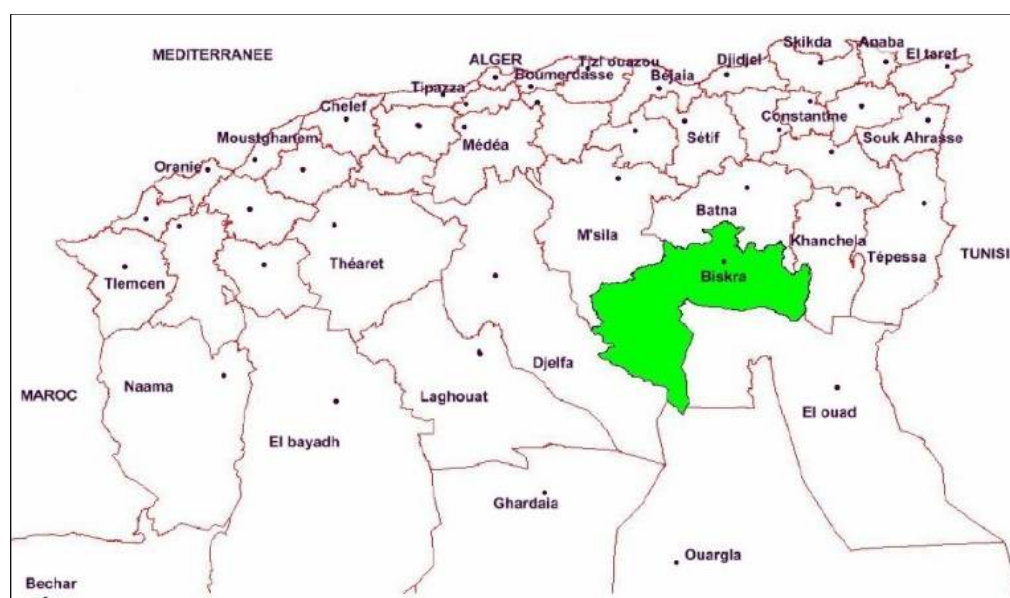 MEDITERRANEE
Skikda
Anaba
El taref
ALGER
Tizi ouazou
Djidjel
Tipazza
Boumerdasse
Bejaia
Chelef
Constantine
Moustghanem
Médéa
Sétif
Souk Ahrasse
Oranie
Batna
M'sila
Khanchela
Tépessa
TUNISI
Théaret
Tlemcen
Biskra
Djelfa
Naama
MAROC
Laghouat
El ouad
El bayadh
Ghardaia
Ouargla
Bechar